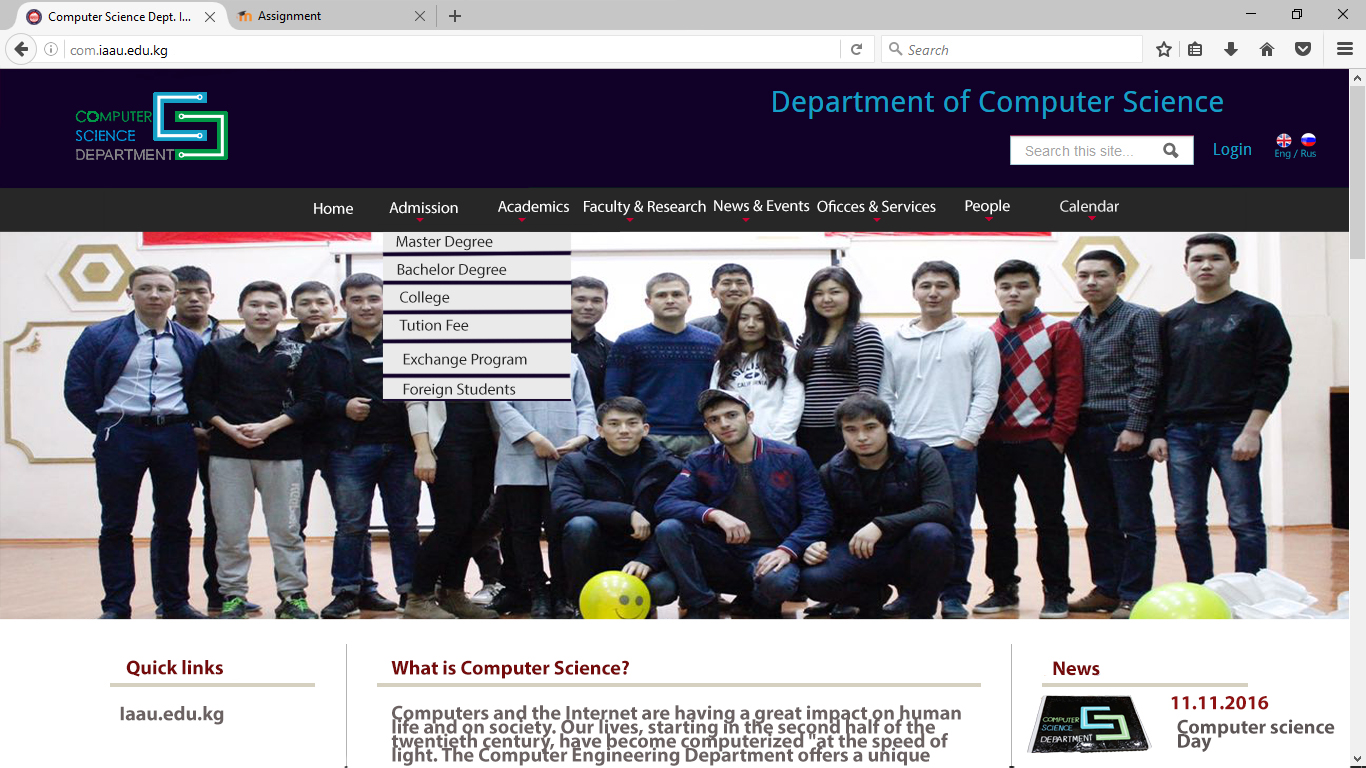 Computer Science Dept. I...
Assignment
com.iaau.edu.kg
Search
COMPUTER
SCIENCE
DEPARTMENT
Department of Computer Science
Search this site...
Login
Eng / Rus
Home
Admission
Academics
Faculty & Research
News & Events
Oficces & Services
People
Calendar
Master Degree
Bachelor Degree
College
Tution Fee
Exchange Program
Foreign Students
CALIFORNIA
Quick links
Iaau.edu.kg
What is Computer Science?
Computers and the Internet are having a great impact on human
life and on society. Our lives, starting in the second half of the
twentieth century, have become computerized "at the speed of
light. The Computer Engineering Department offers a unique
News
COMPUTER
SCIENCE
DEPARTMENT
11.11.2016
Computer science
Day